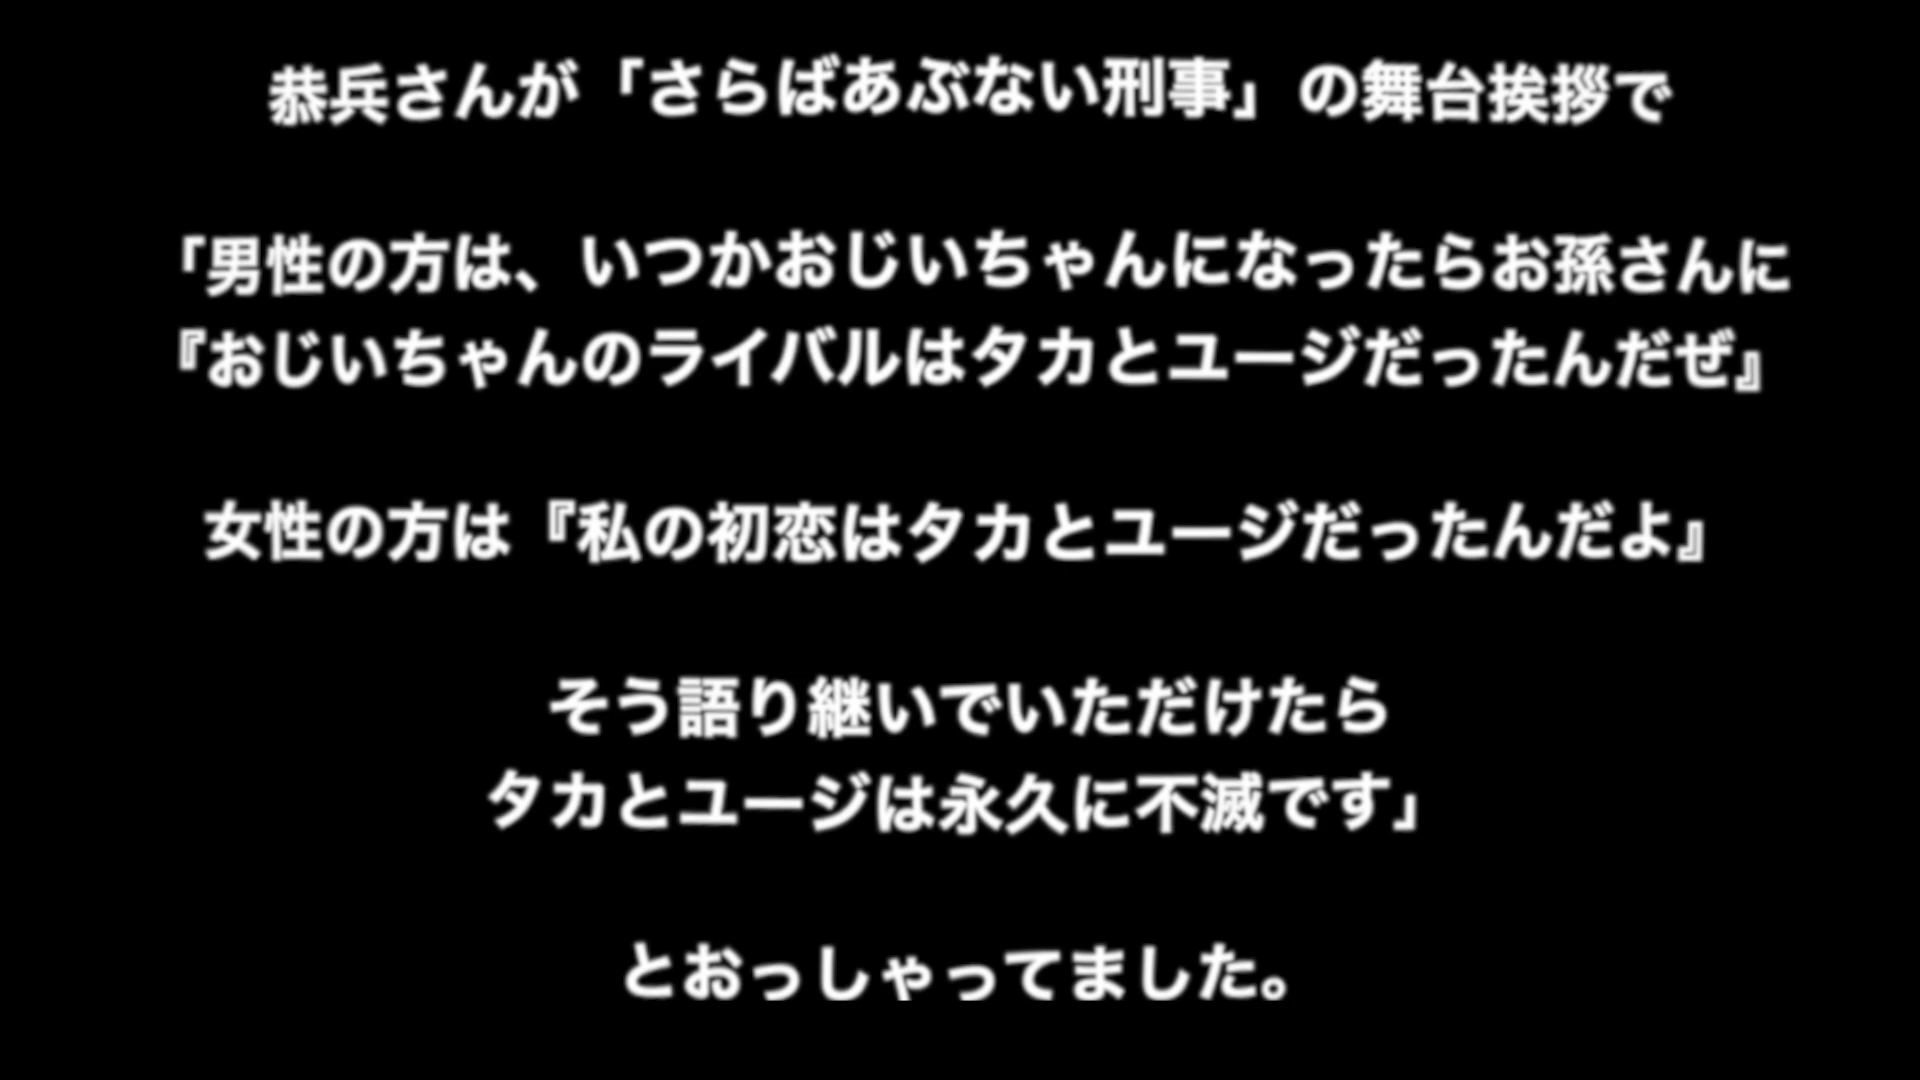 恭兵さんが「さらばあぶない刑事」の舞台挨拶で
「男性の方は、いつかおじいちゃんになったらお孫さんに
『おじいちゃんのライバルはタカとユージだったんだぜ』
女性の方は『私の初恋はタカとユージだったんだよ』
そう語り継いでいただけたら
タカとユージは永久に不滅です」
とおっしゃってました。